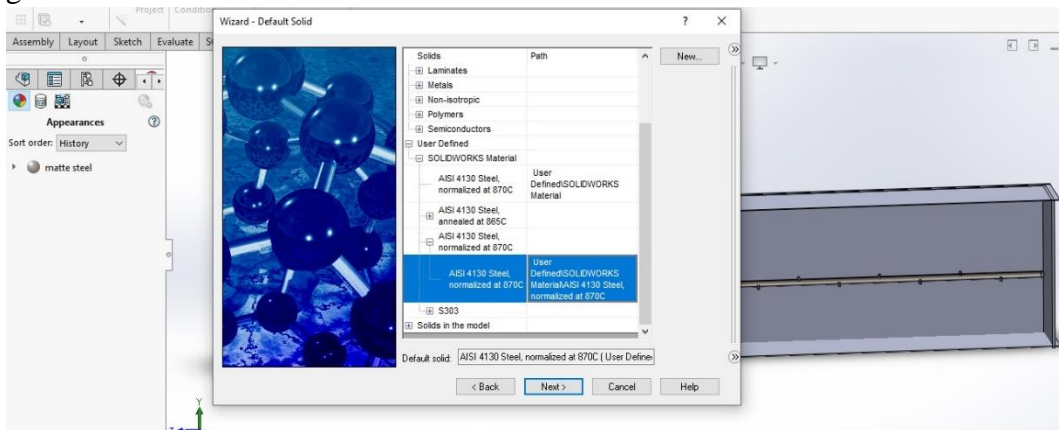 Project Condition
Wizard - Default Solid ? ×
Assembly Layout Sketch Evaluate
Solids Path New...
Laminates
Metals
Non-isotropic
Polymers
Semiconductors
User Defined
SOLIDWORKS Material
AISI 4130 Steel,
normalized at 870C
User
Defined\SOLIDWORKS
Material
AISI 4130 Steel,
annealed at 865C
AISI 4130 Steel,
normalized at 870C
AISI 4130 Steel,
normalized at 870C
User
Defined\SOLIDWORKS
Material\AISI 4130 Steel,
normalized at 870C
S303
Solids in the model
Default solid: AISI 4130 Steel, normalized at 870C ( User Define
< Back Next > Cancel Help
Appearances ?
Sort order: History
matte steel
Y